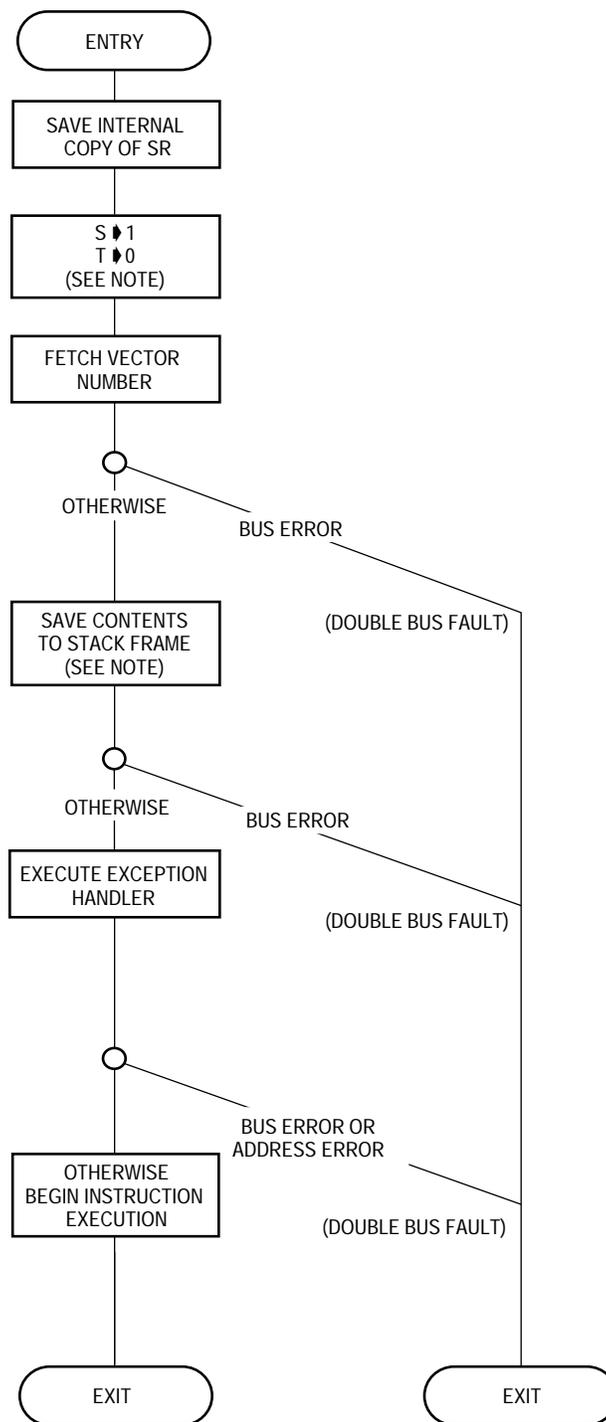 ENTRY
SAVE INTERNAL
COPY OF SR
S ➧ 1
T ➧ 0
(SEE NOTE)
FETCH VECTOR
NUMBER
OTHERWISE
BUS ERROR
(DOUBLE BUS FAULT)
SAVE CONTENTS
TO STACK FRAME
(SEE NOTE)
OTHERWISE
BUS ERROR
EXECUTE EXCEPTION
HANDLER
(DOUBLE BUS FAULT)
BUS ERROR OR
ADDRESS ERROR
OTHERWISE
BEGIN INSTRUCTION
EXECUTION
(DOUBLE BUS FAULT)
EXIT
EXIT